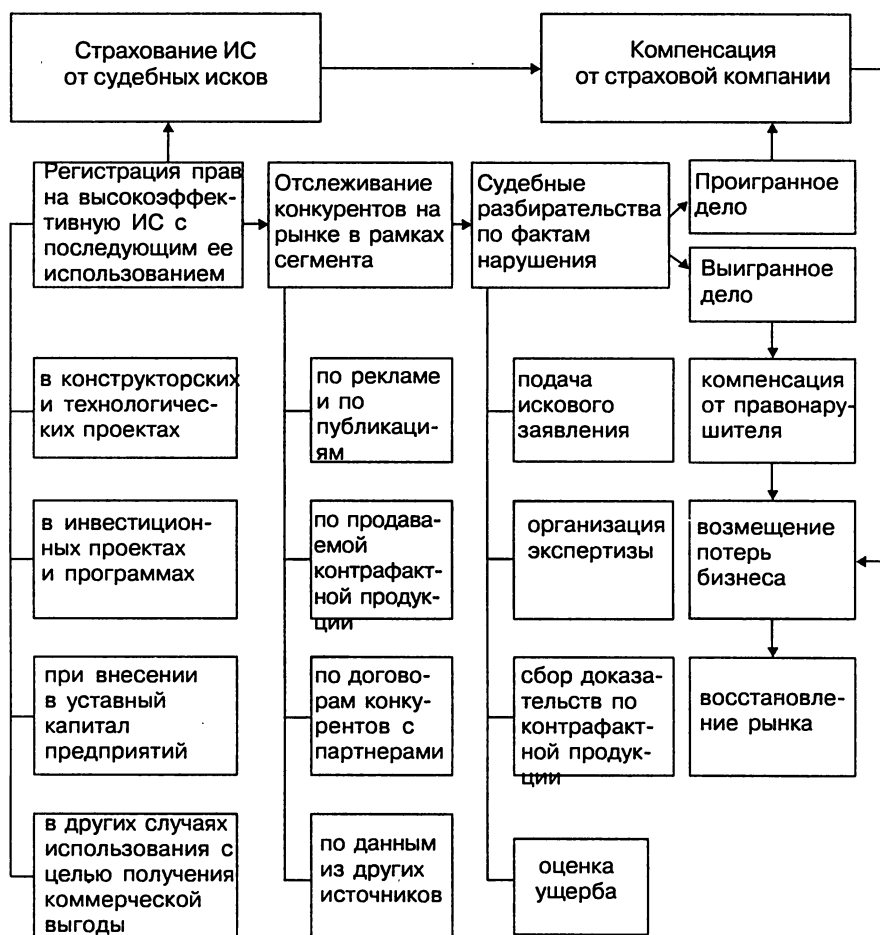 Страхование ИС
от судебных исков
Компенсация
от страховой компании
Регистрация прав
на высокоэффек-
тивную ИС с
последующим ее
использованием
Отслеживание
конкурентов на
рынке в рамках
сегмента
Судебные
разбирательства
по фактам
нарушения
Проигранное
дело
Выигранное
дело
в конструкторских
и технологичес-
ких проектах
по рекламе
и по
публикаци-
ям
подача
искового
заявления
компенсация
от правонару-
шителя
в инвестицион-
ных проектах
и программах
по продава-
емой
контрафакт-
ной продук-
ции
организация
экспертизы
возмещение
потерь
бизнеса
при внесении
в уставный
капитал
предприятий
по догово-
рам конку-
рентов с
партнерами
сбор доказа-
тельств по
контрафакт-
ной продук-
ции
восстановле-
ние рынка
в других случаях
использования с
целью получения
коммерческой
выгоды
по данным
из других
источников
оценка
ущерба